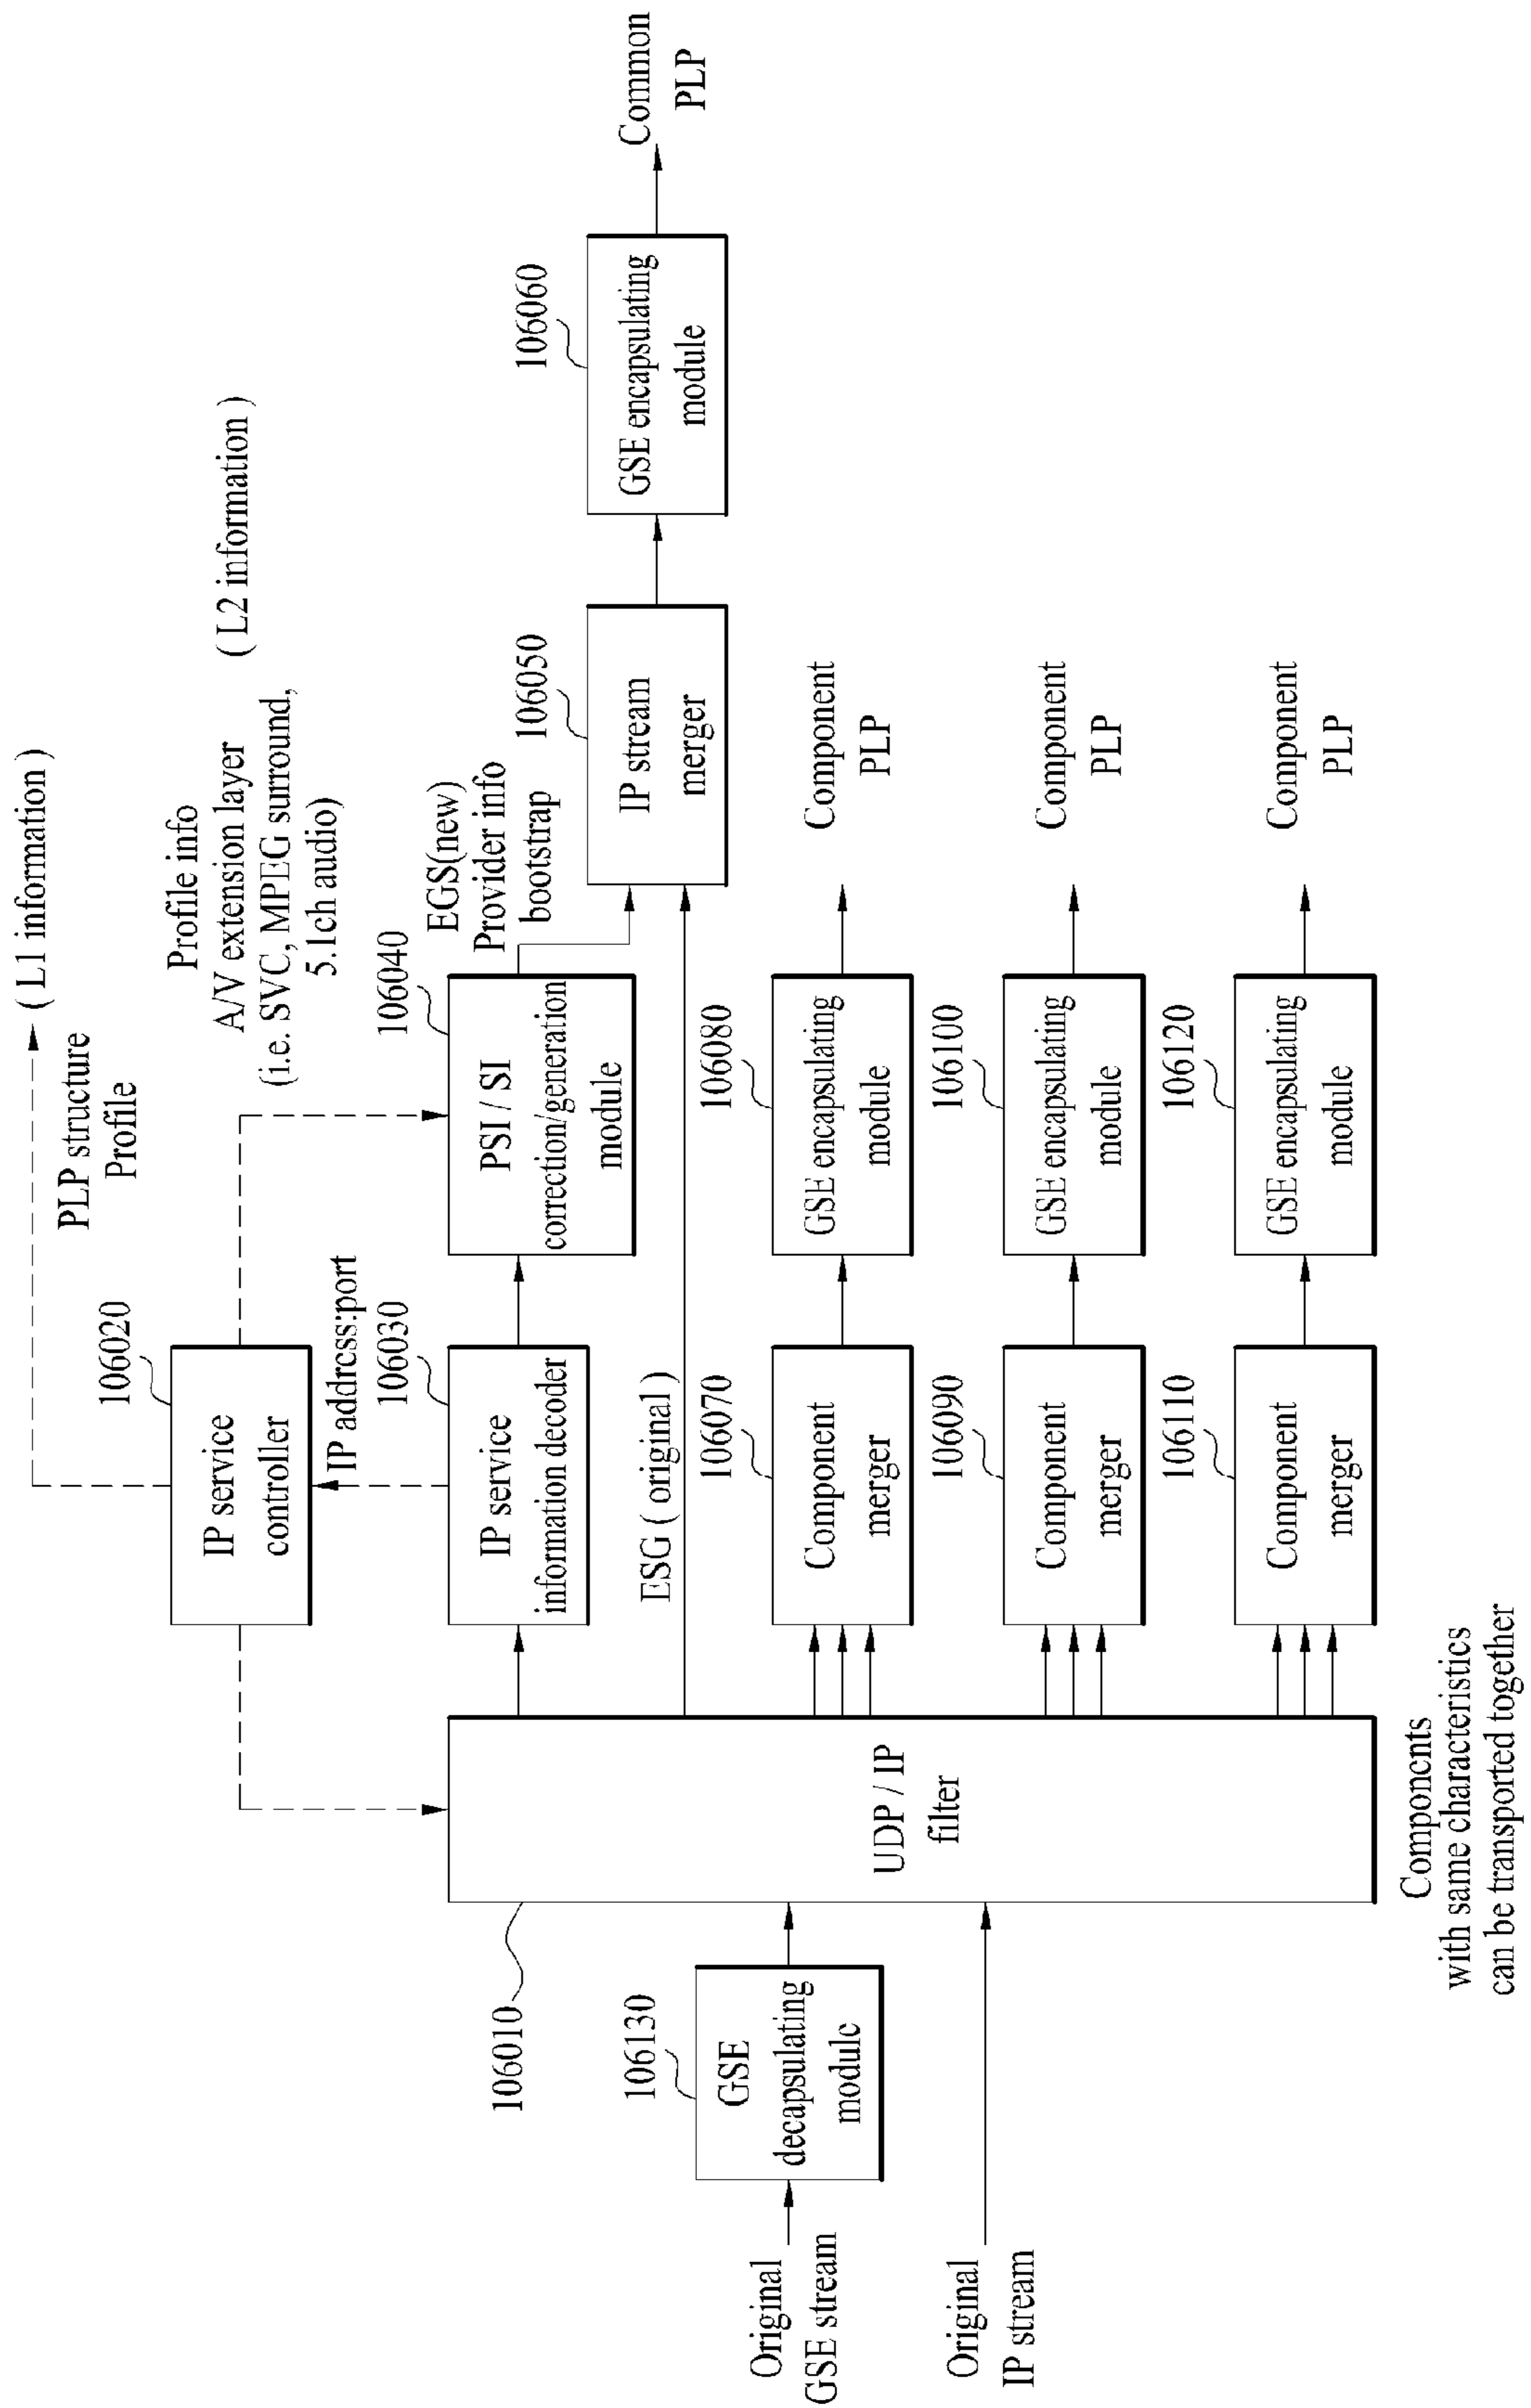 ( L1 information )
PLP structure
Profile
Profile info
A/V extension layer
(i.e. SVC, MPEG surround,
5.1ch audio)
( L2 information )
106020
IP service
controller
IP address:port
106030
IP service
information decoder
106040
PSI / SI
correction/generation
module
EGS(new)
Provider info
bootstrap
106050
IP stream
merger
106060
GSE encapsulating
module
Common
PLP
ESG ( original )
106070
Component
merger
106080
GSE encapsulating
module
Component
PLP
106090
Component
merger
106100
GSE encapsulating
module
Component
PLP
106110
Component
merger
106120
GSE encapsulating
module
Component
PLP
106010
UDP / IP
filter
106130
GSE
decapsulating
module
Original
GSE stream
Original
IP stream
Components
with same characteristics
can be transported together